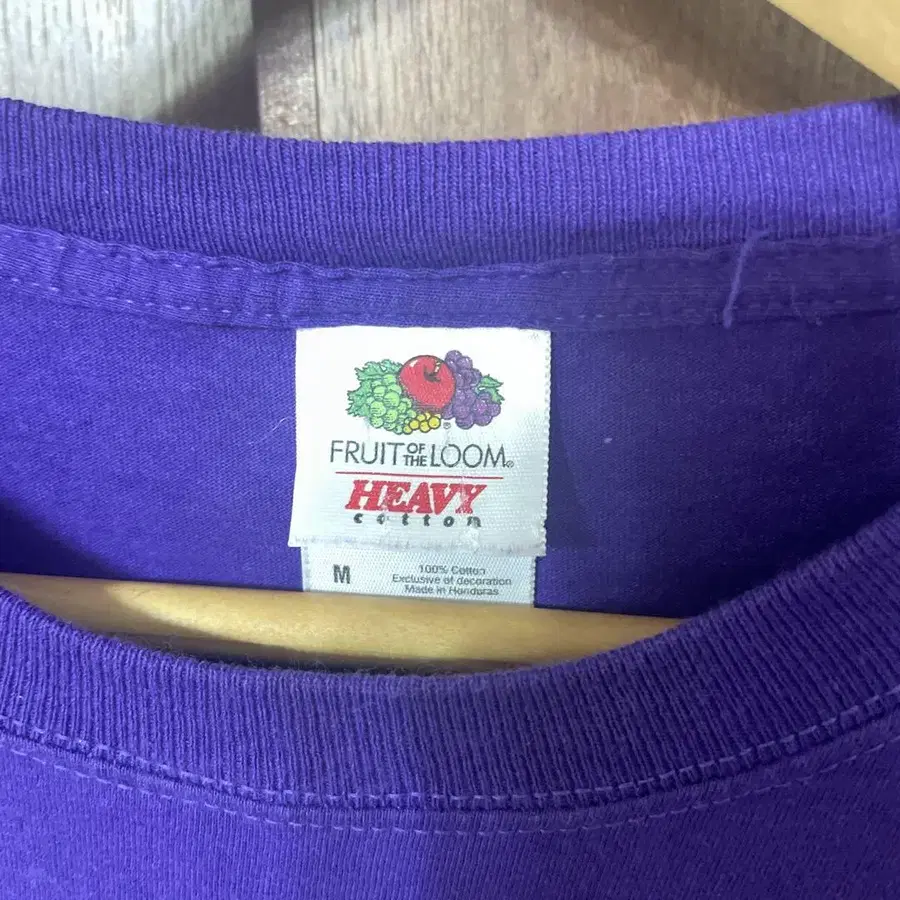 FRUIT OF THE LOOM®
HEAVY
cotton
M
100% Cotton
Exclusive of decoration
Made in Honduras